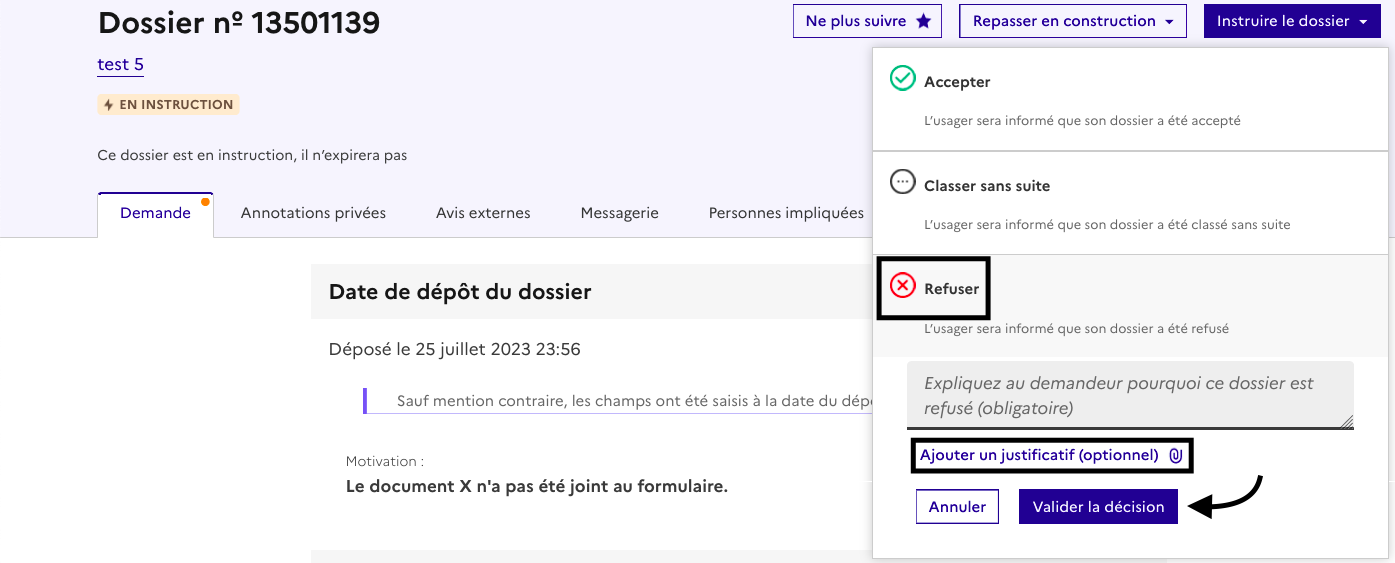 Dossier nº 13501139
Ne plus suivre
Repasser en construction
Instruire le dossier
test 5
EN INSTRUCTION
Ce dossier est en instruction, il n’expirera pas
Demande
Annotations privées
Avis externes
Messagerie
Personnes impliquées
Accepter
L’usager sera informé que son dossier a été accepté
Classer sans suite
L’usager sera informé que son dossier a été classé sans suite
Refuser
L’usager sera informé que son dossier a été refusé
Expliquez au demandeur pourquoi ce dossier est
refusé (obligatoire)
Ajouter un justificatif (optionnel)
Annuler
Valider la décision
Date de dépôt du dossier
Déposé le 25 juillet 2023 23:56
Sauf mention contraire, les champs ont été saisis à la date du dépô
Motivation :
Le document X n'a pas été joint au formulaire.